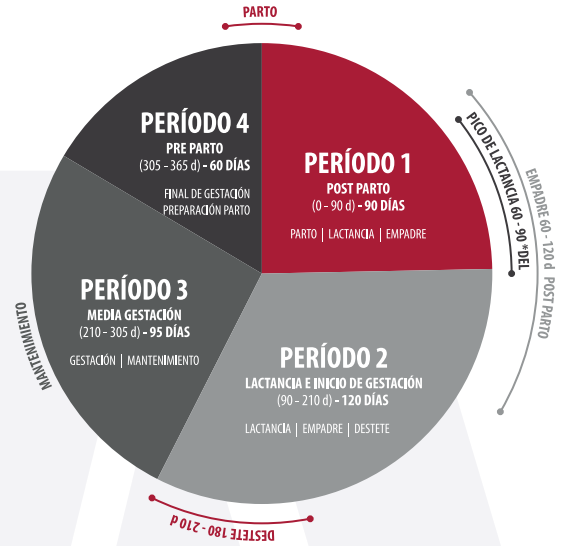 PARTO
PERÍODO 4
PRE PARTO
(305 - 365 d) - 60 DÍAS
FINAL DE GESTACIÓN
PREPARACIÓN PARTO
PERÍODO 1
POST PARTO
(0 - 90 d) - 90 DÍAS
PARTO | LACTANCIA | EMPADRE
PICO DE LACTANCIA 60 - 90 *DEL
EMPADRE 60 - 120 d POST PARTO
PERÍODO 3
MEDIA GESTACIÓN
(210 - 305 d) - 95 DÍAS
GESTACIÓN | MANTENIMIENTO
MANTENIMIENTO
PERÍODO 2
LACTANCIA E INICIO DE GESTACIÓN
(90 - 210 d) - 120 DÍAS
LACTANCIA | EMPADRE | DESTETE
DESTETE 180 - 210 d